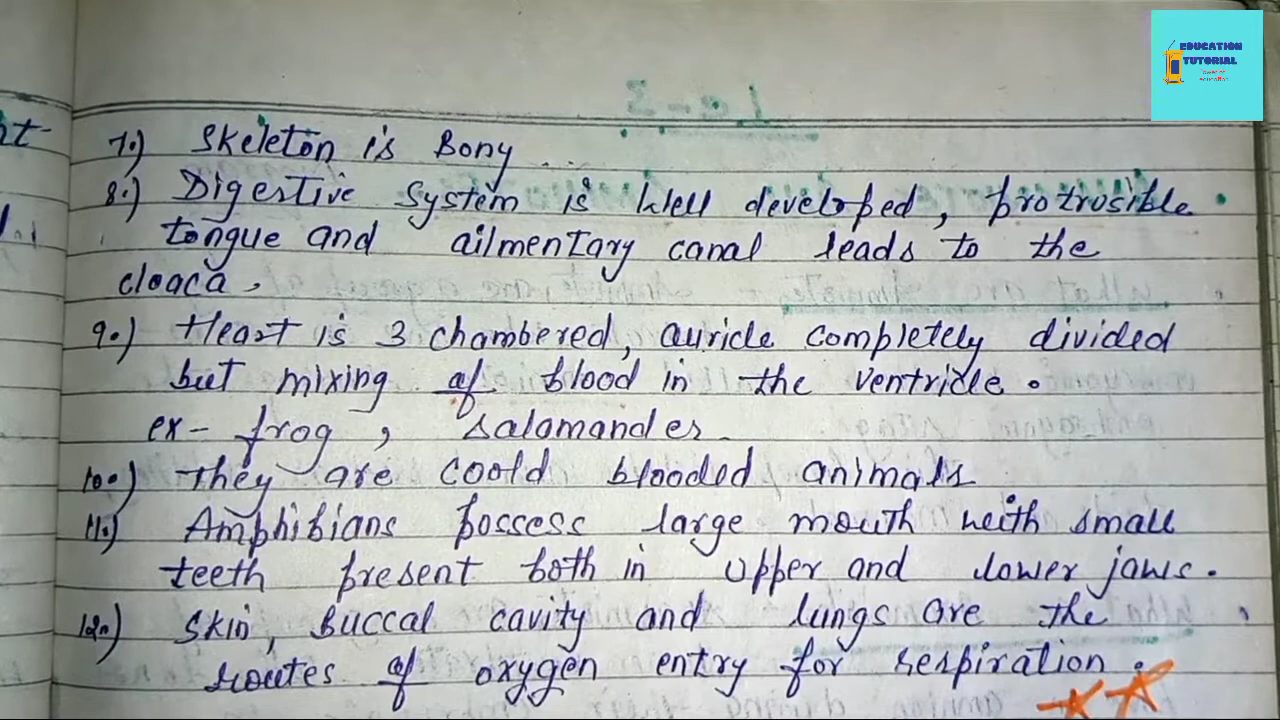 EDUCATION
TUTORIAL
7.) Skeleton is Bony
8.) Digestive System is well developed, protrusible
tongue and ailmentary canal leads to the
cloaca.
9.) Heart is 3 chambered, auricle completely divided
but mixing of blood in the ventricle.
ex- frog, Salamander.
10.) They are coold blooded animals
11.) Amphibians possess large mouth with small
teeth present both in upper and lower jaws.
12.) Skin, Buccal cavity and lungs are the
routes of oxygen entry for respiration.